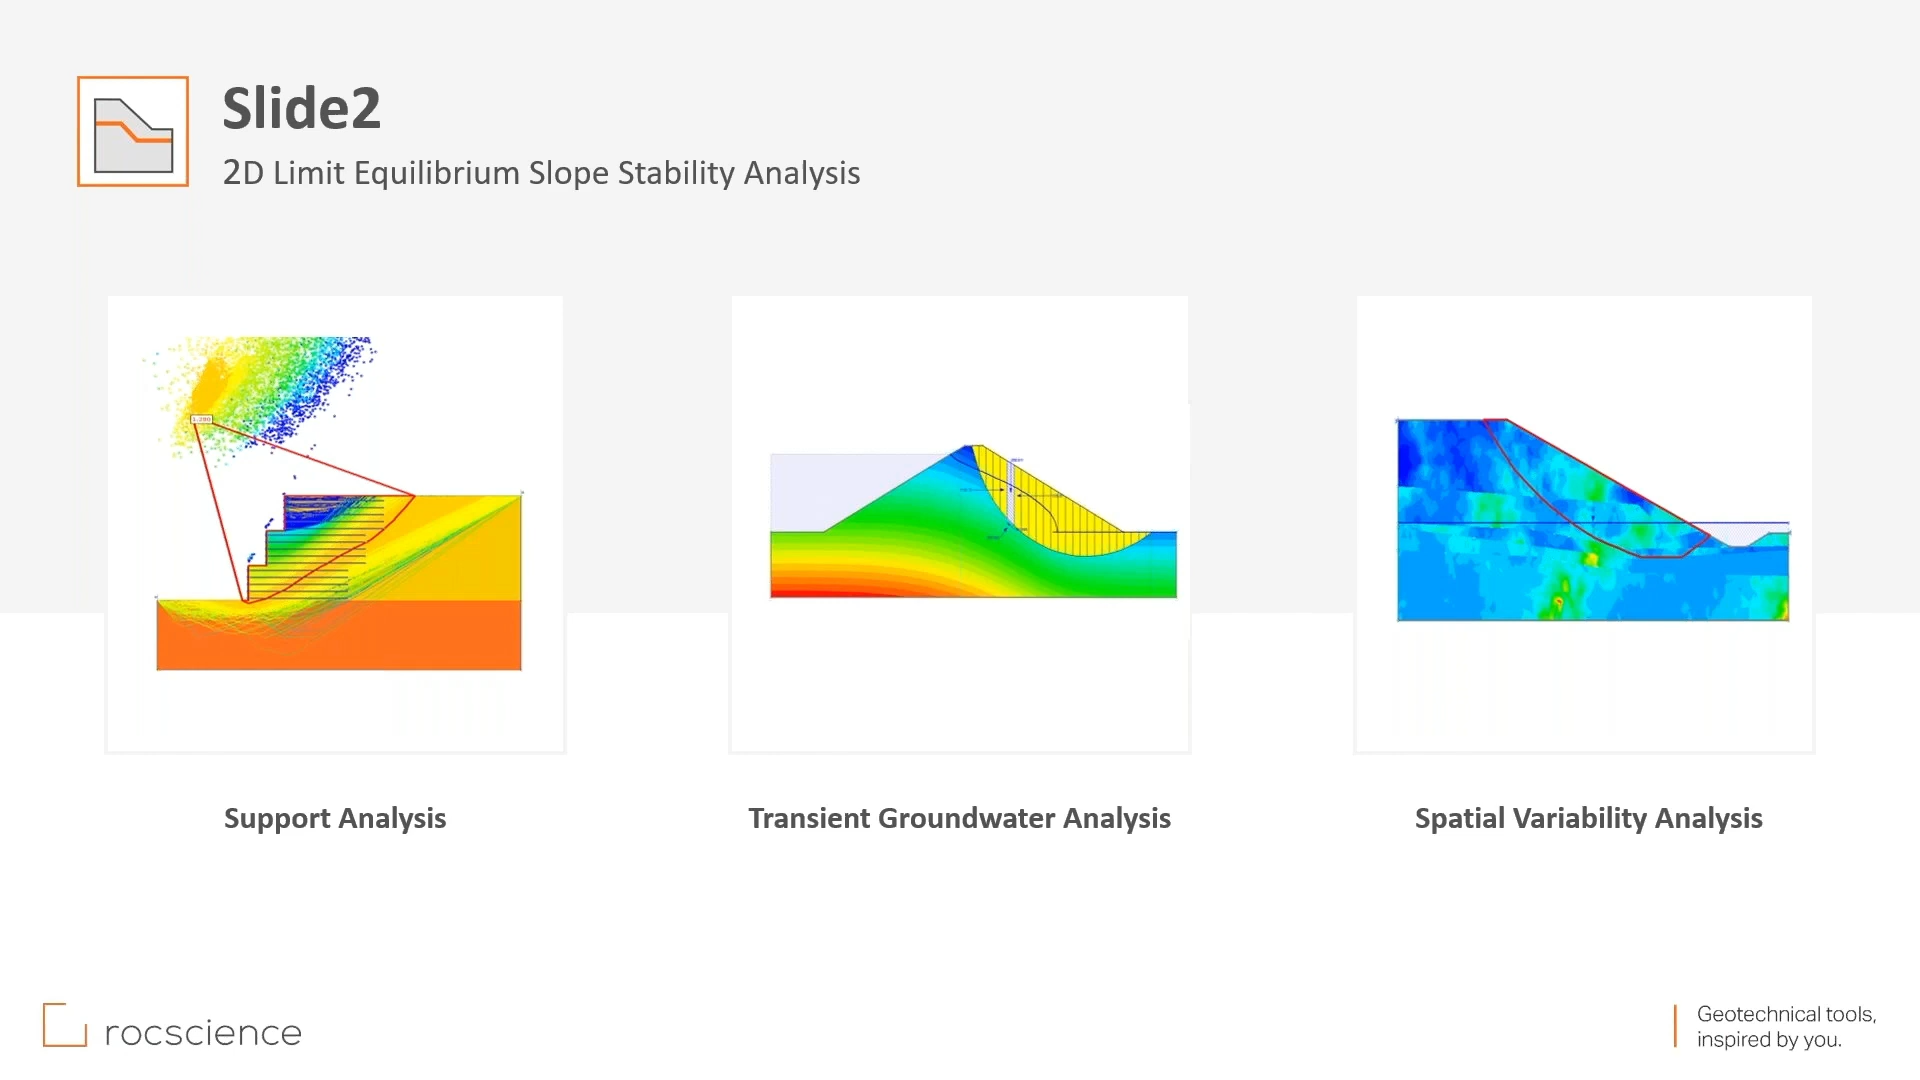 Slide2
2D Limit Equilibrium Slope Stability Analysis
Support Analysis
Transient Groundwater Analysis
Spatial Variability Analysis
rocscience
Geotechnical tools,
inspired by you.